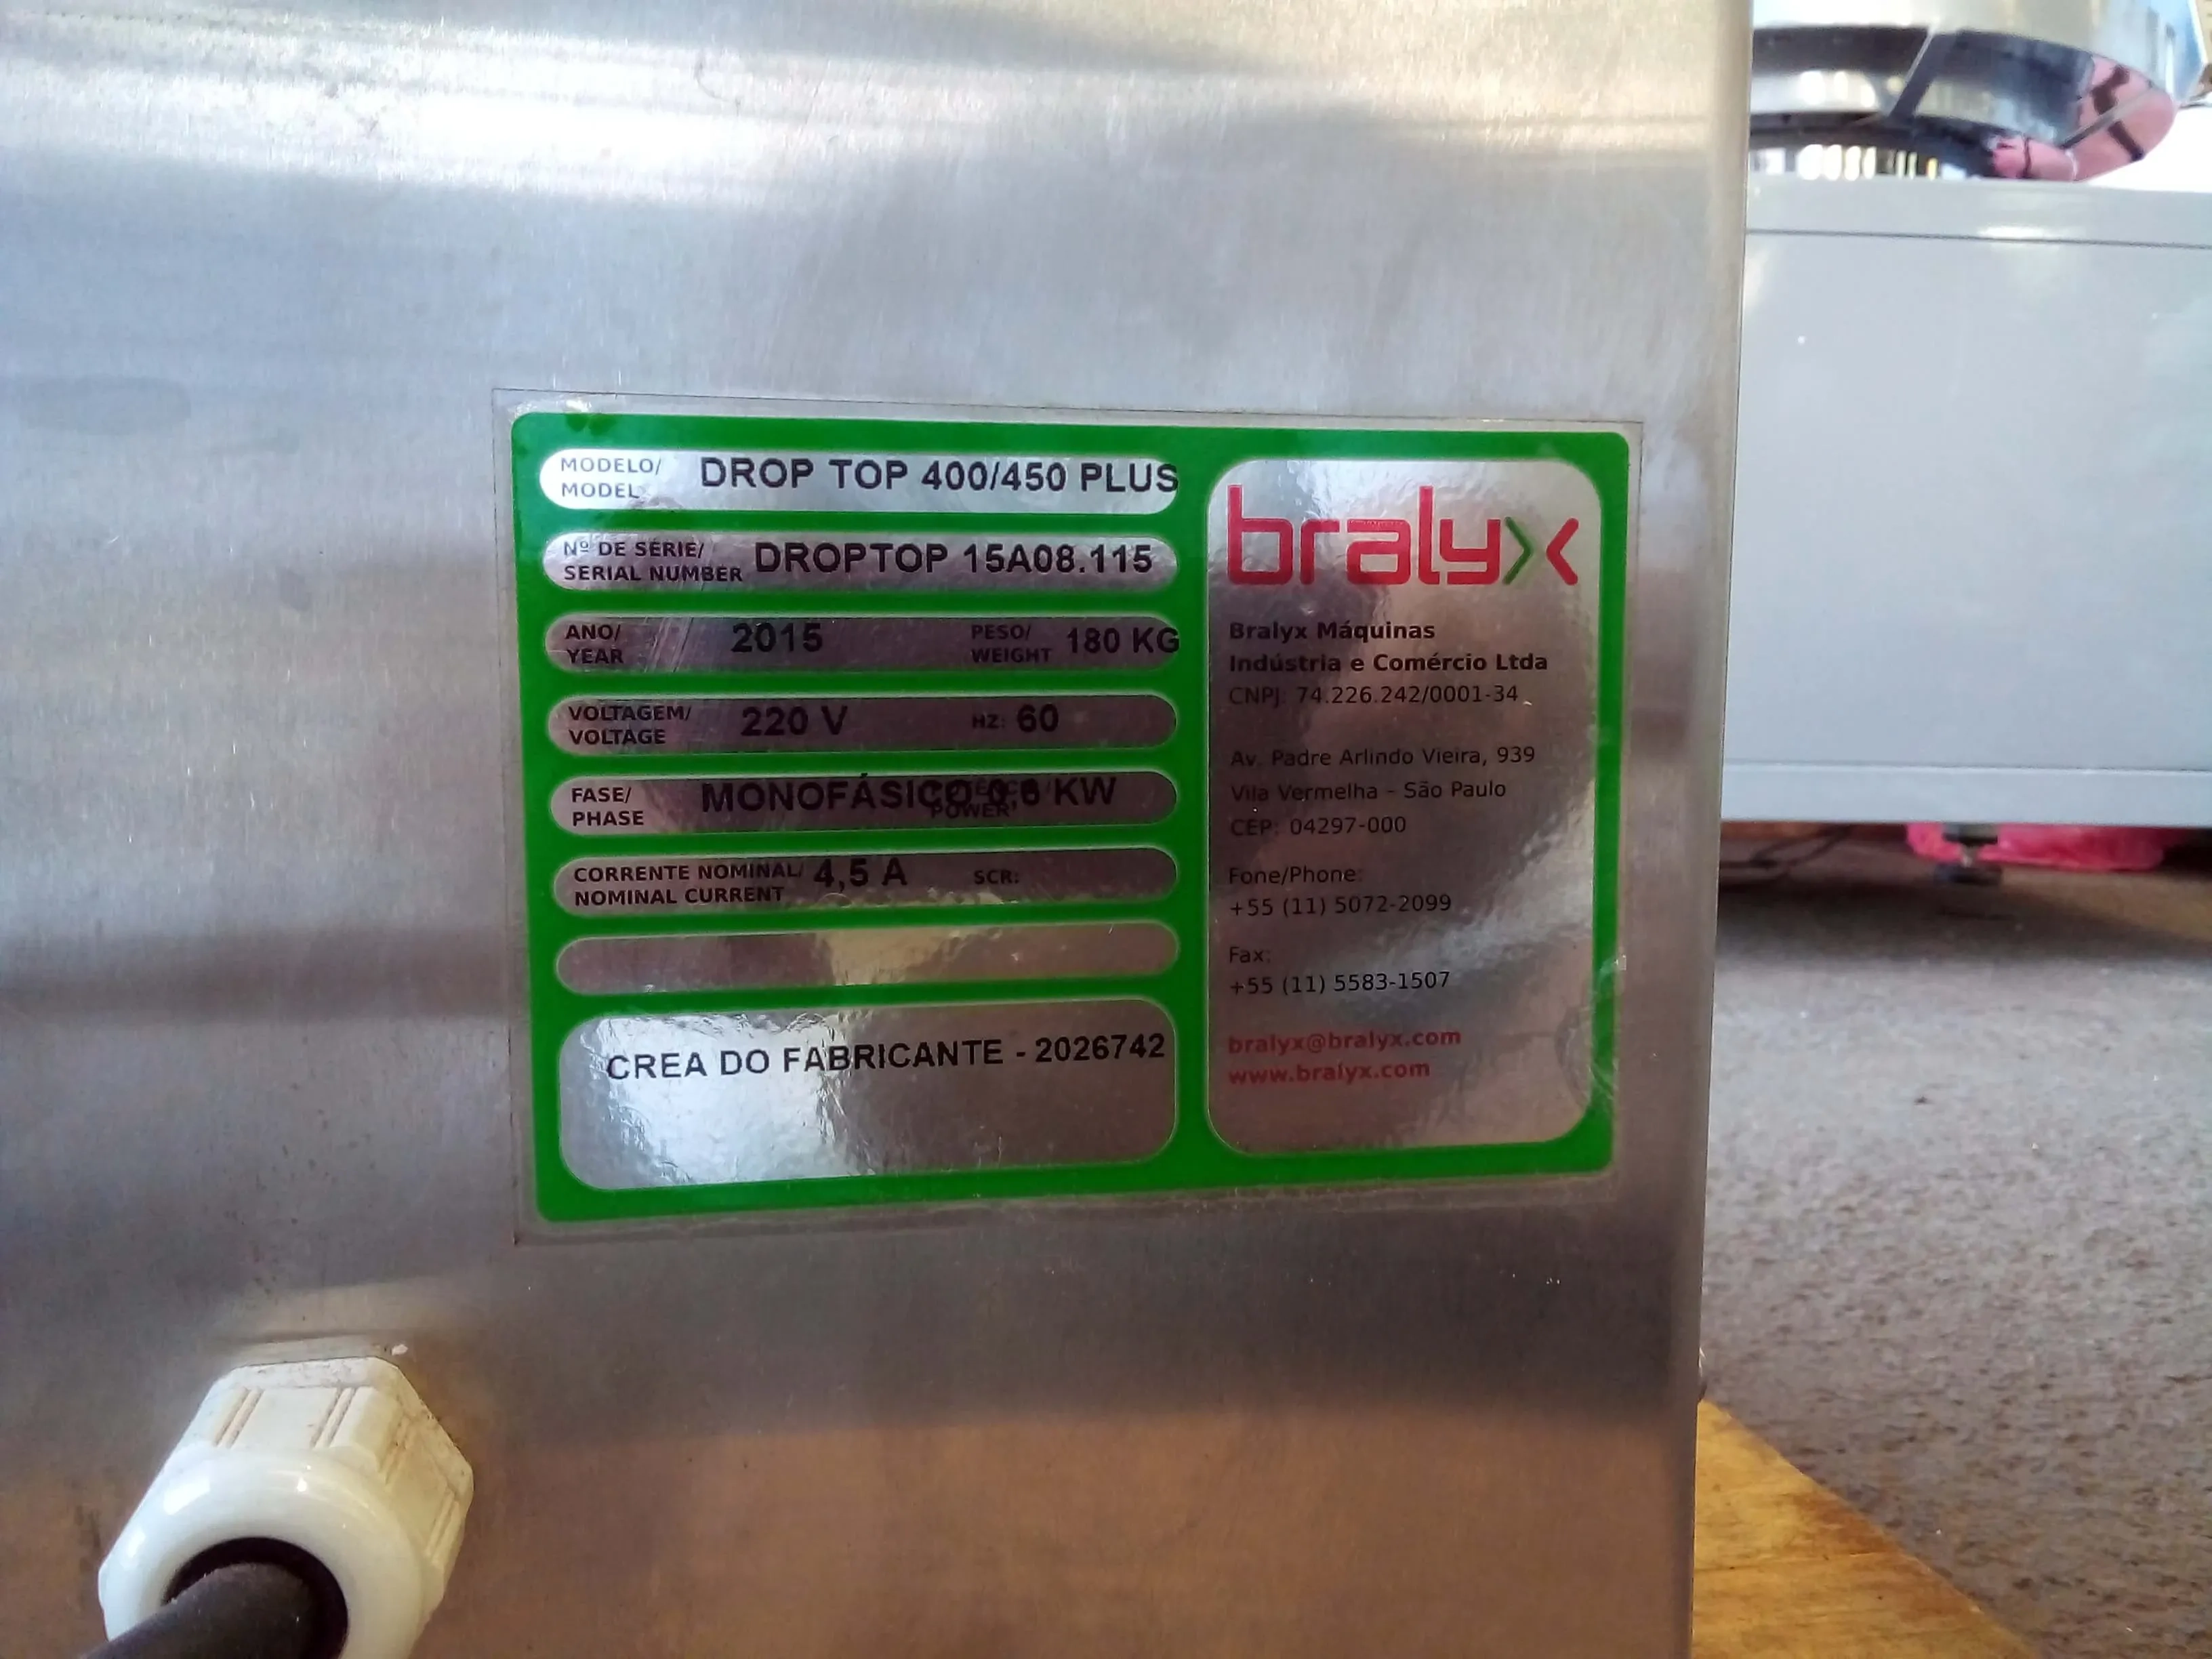 MODELO/
MODEL: DROP TOP 400/450 PLUS
Nº DE SÉRIE/
SERIAL NUMBER DROPTOP 15A08.115
ANO/
YEAR 2015 PESO/
WEIGHT 180 KG
VOLTAGEM/
VOLTAGE 220 V HZ: 60
FASE/
PHASE MONOFÁSICO 0,6 KW
POWER:
CORRENTE NOMINAL/
NOMINAL CURRENT 4,5 A SCR:
CREA DO FABRICANTE - 2026742
bralyx
Bralyx Máquinas
Indústria e Comércio Ltda
CNPJ: 74.226.242/0001-34
Av. Padre Arlindo Vieira, 939
Vila Vermelha - São Paulo
CEP: 04297-000
Fone/Phone:
+55 (11) 5072-2099
Fax:
+55 (11) 5583-1507
bralyx@bralyx.com
www.bralyx.com